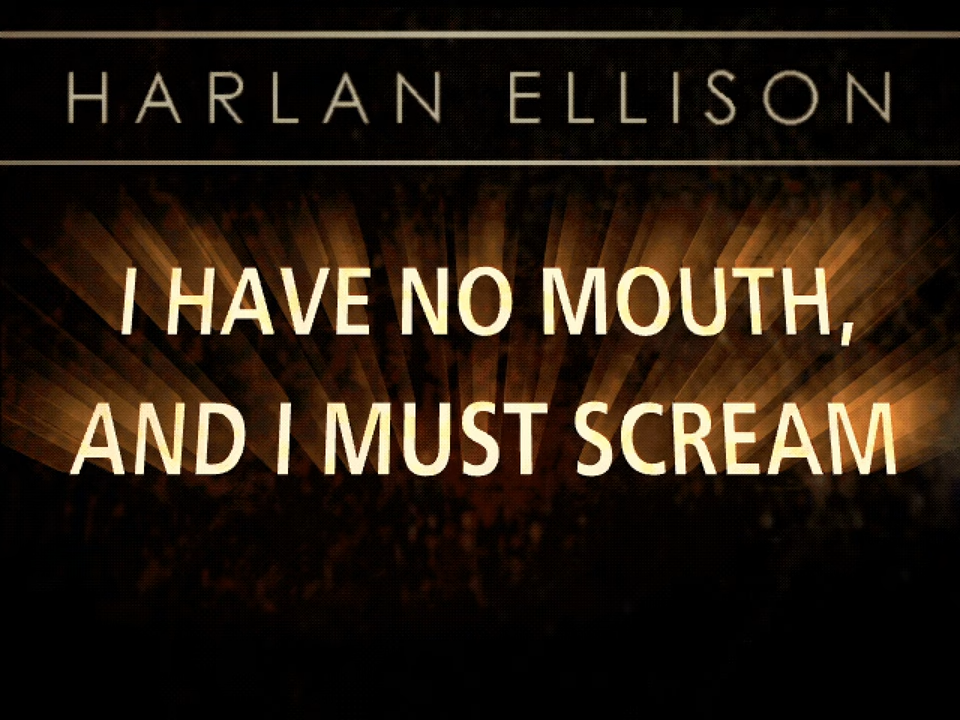 HARLAN ELLISON
I HAVE NO MOUTH,
AND I MUST SCREAM